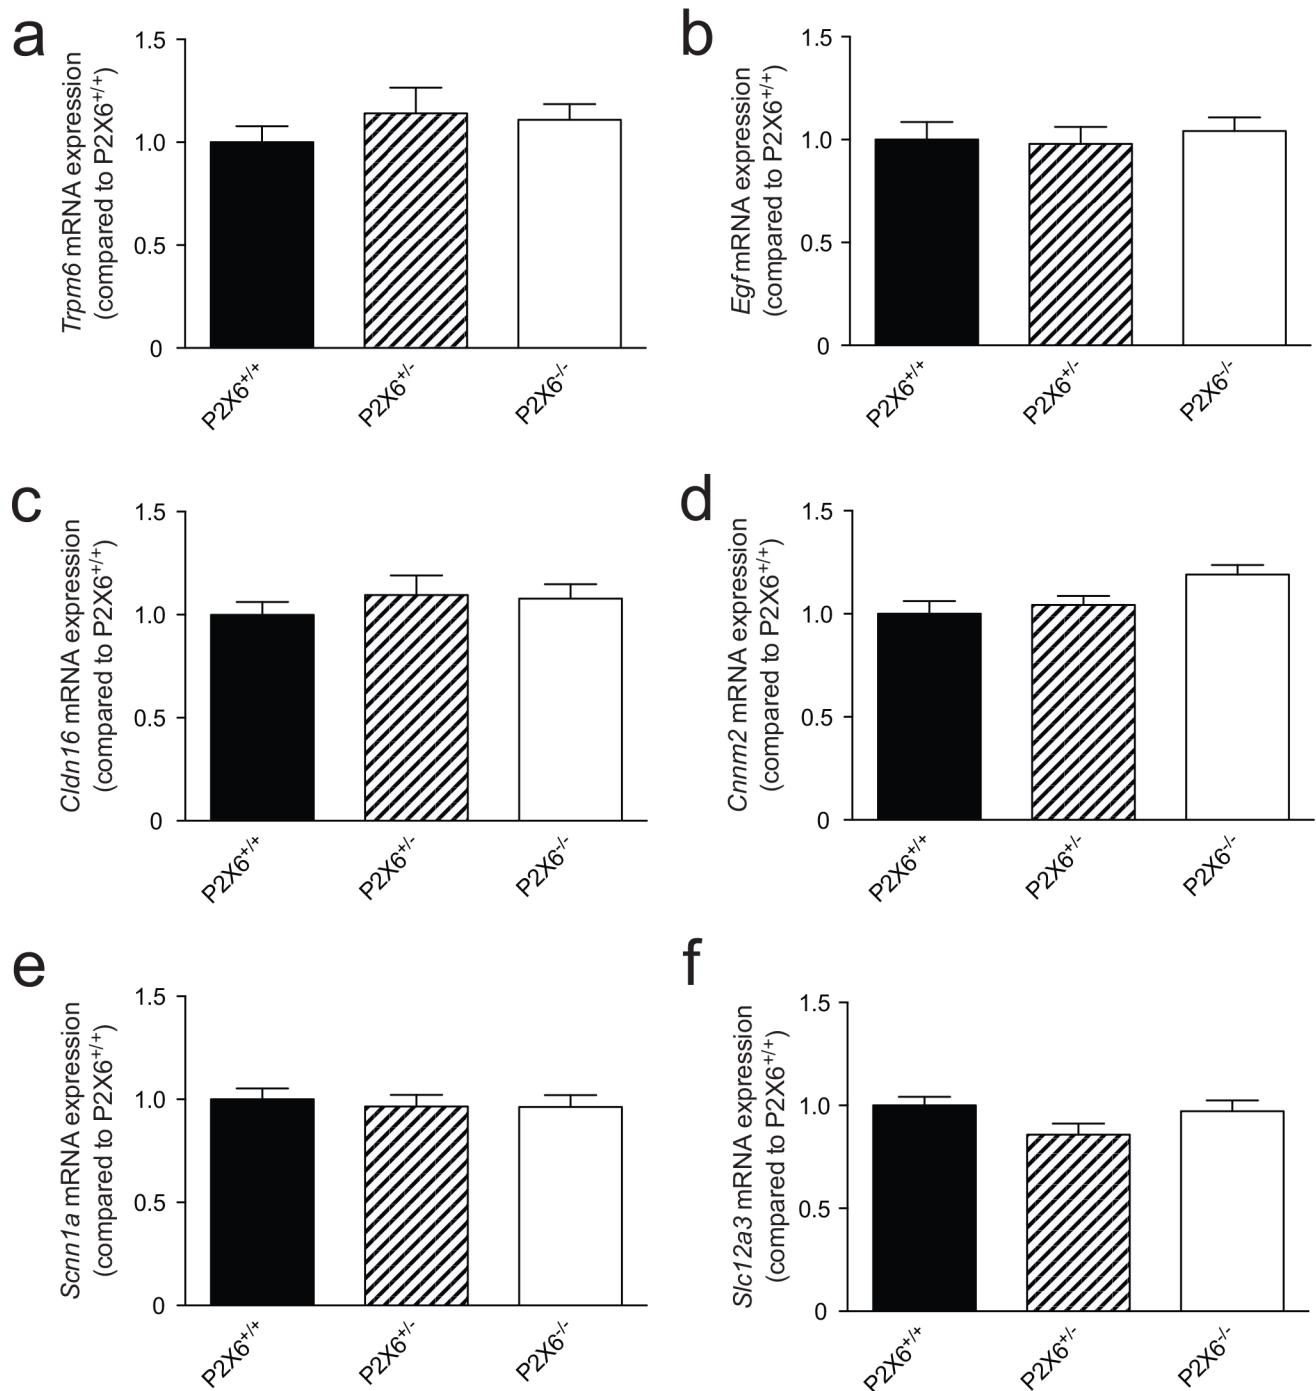 a
Trpm6 mRNA expression
(compared to P2X6+/+)
1.5
1.0
0.5
0
P2X6+/+
P2X6+/-
P2X6-/-
b
Egf mRNA expression
(compared to P2X6+/+)
1.5
1.0
0.5
0
P2X6+/+
P2X6+/-
P2X6-/-
c
Cldn16 mRNA expression
(compared to P2X6+/+)
1.5
1.0
0.5
0
P2X6+/+
P2X6+/-
P2X6-/-
d
Cnnm2 mRNA expression
(compared to P2X6+/+)
1.5
1.0
0.5
0
P2X6+/+
P2X6+/-
P2X6-/-
e
Scnn1a mRNA expression
(compared to P2X6+/+)
1.5
1.0
0.5
0
P2X6+/+
P2X6+/-
P2X6-/-
f
Slc12a3 mRNA expression
(compared to P2X6+/+)
1.5
1.0
0.5
0
P2X6+/+
P2X6+/-
P2X6-/-